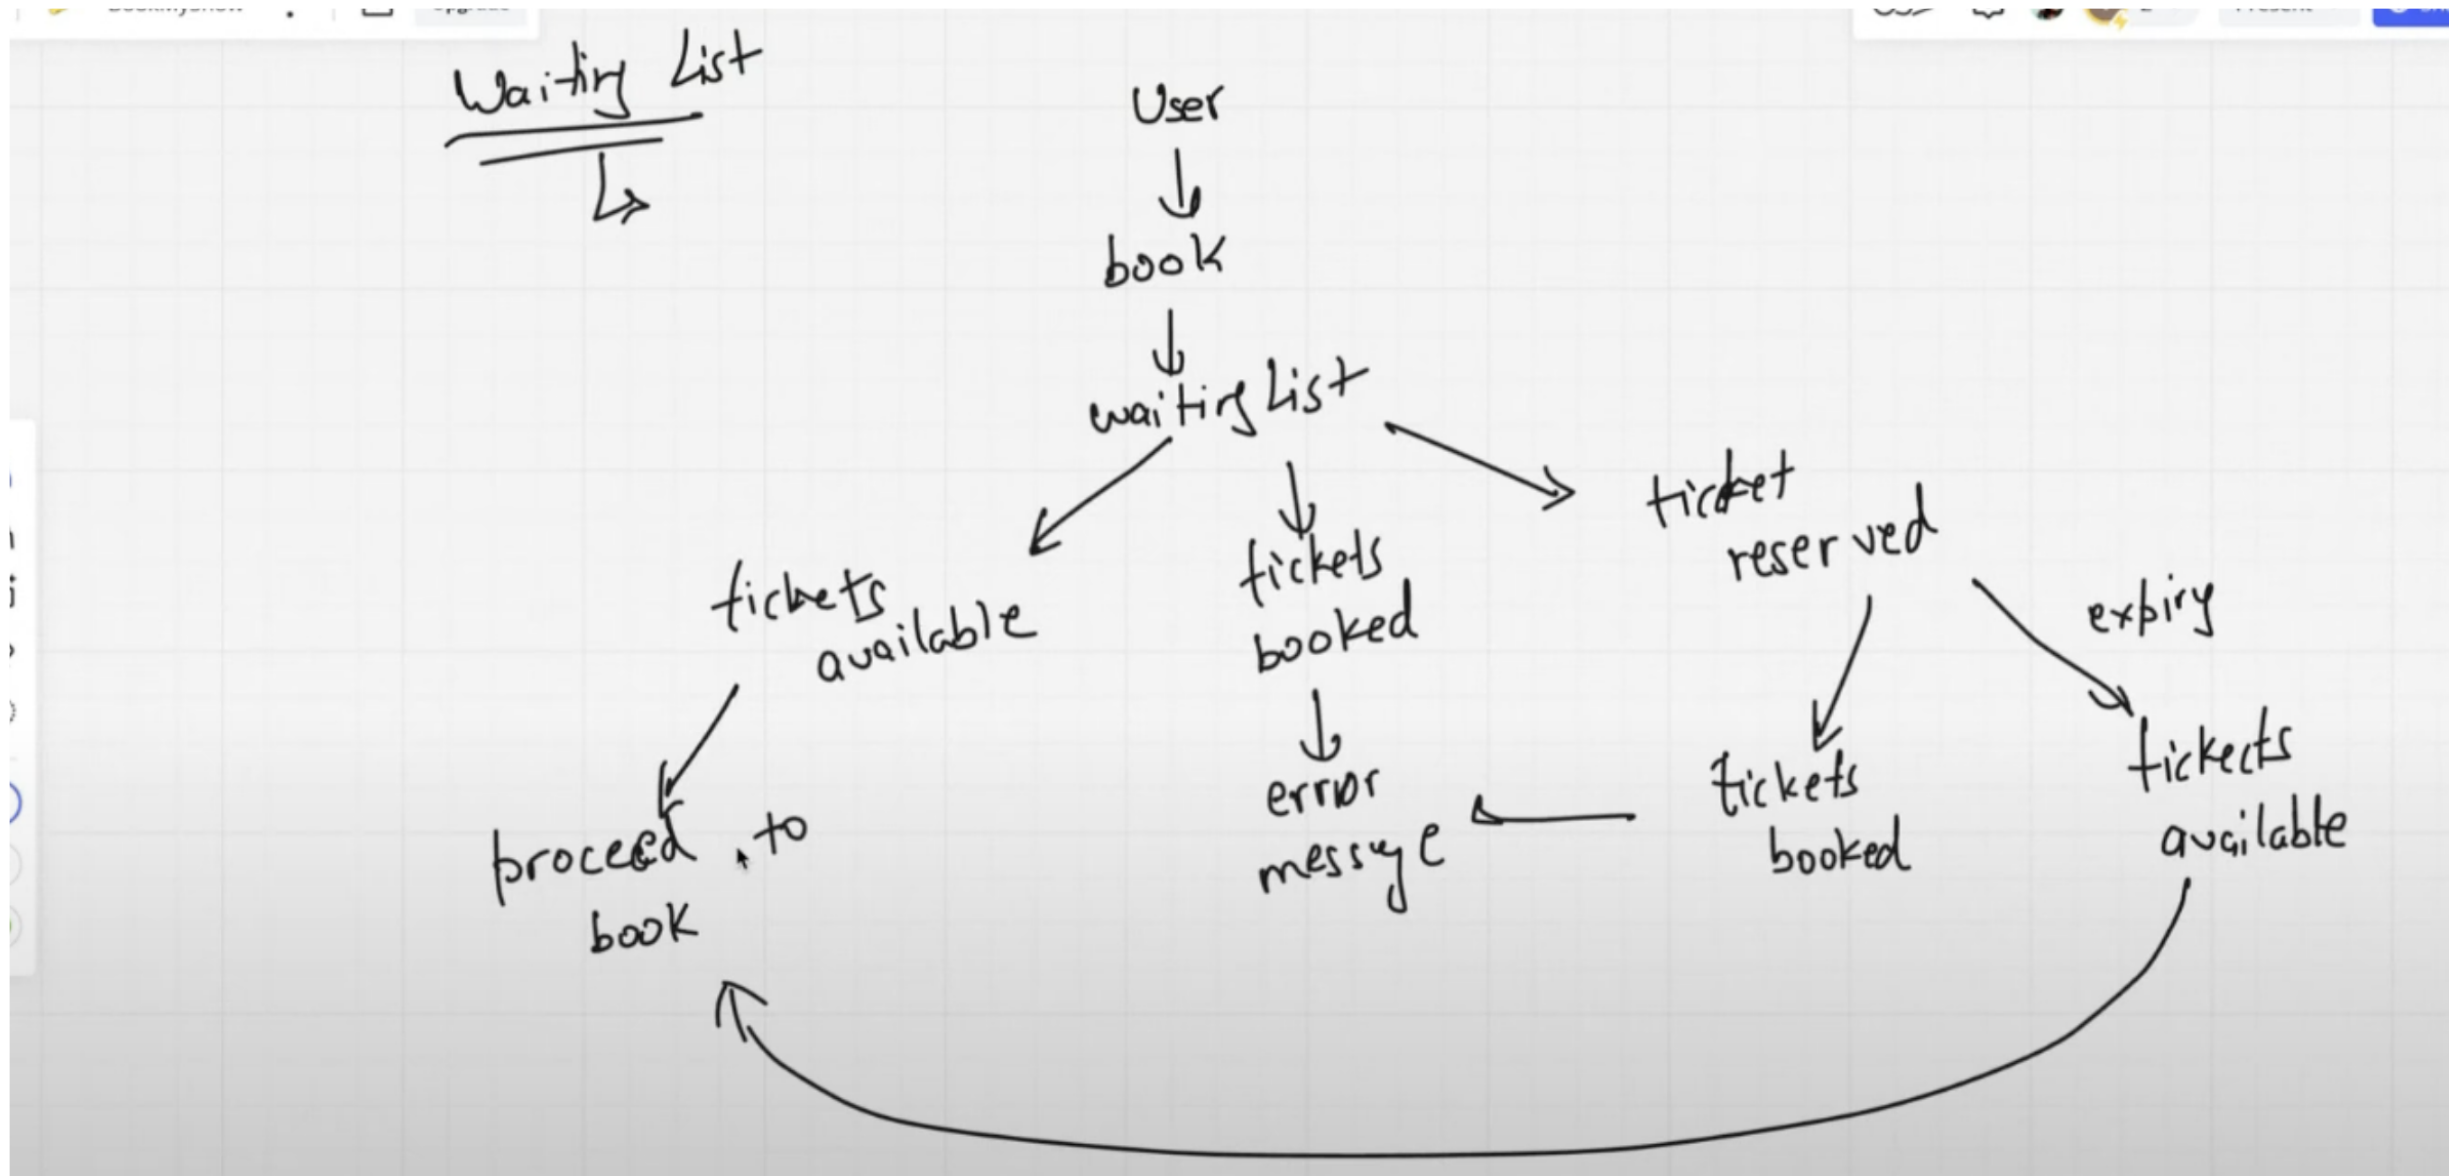 Waiting List
User
book
waiting list
tickets
available
tickets
booked
ticket
reserved
expiry
proceed to
book
error
message
tickets
booked
tickects
available